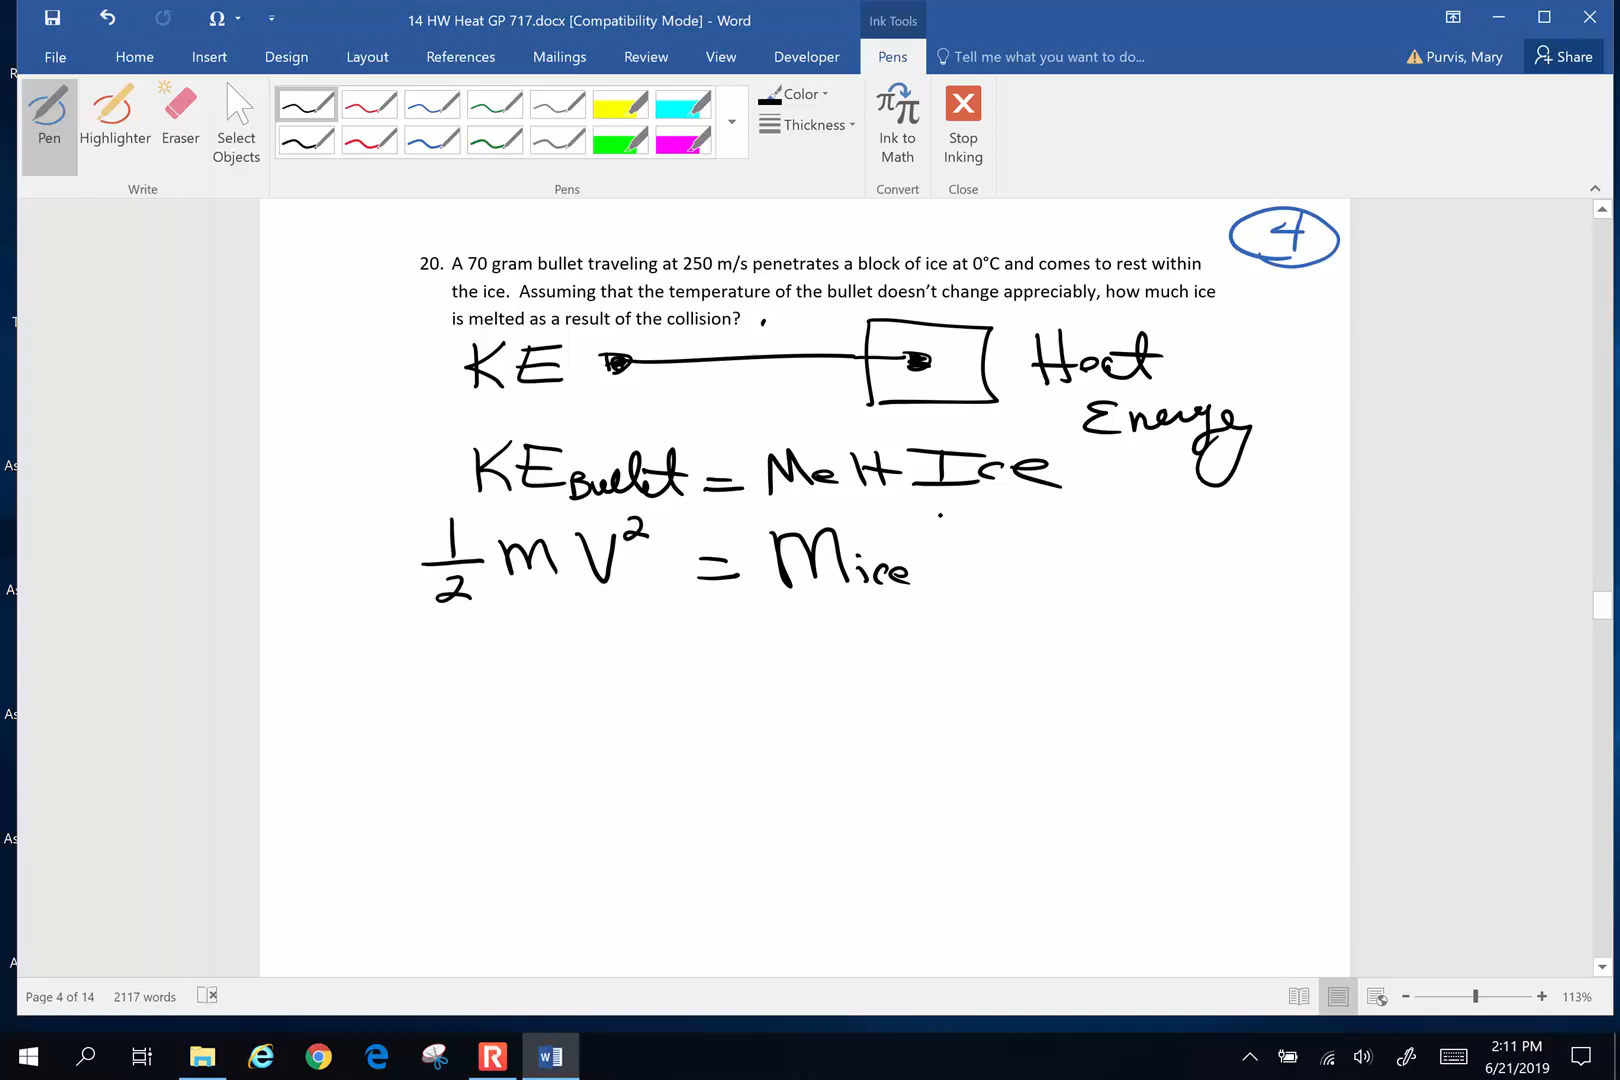 14 HW Heat GP 717.docx [Compatibility Mode] - Word
Ink Tools
File Home Insert Design Layout References Mailings Review View Developer Pens Tell me what you want to do... Purvis, Mary Share
Pen Highlighter Eraser Select Objects
Color
Thickness
Ink to Math
Stop Inking
Write Pens Convert Close
4
20. A 70 gram bullet traveling at 250 m/s penetrates a block of ice at 0°C and comes to rest within
the ice. Assuming that the temperature of the bullet doesn't change appreciably, how much ice
is melted as a result of the collision?
KE Heat
Energy
KE Bullet = Melt Ice
1/2 m V² = Mice
Page 4 of 14 2117 words 113%
2:11 PM
6/21/2019